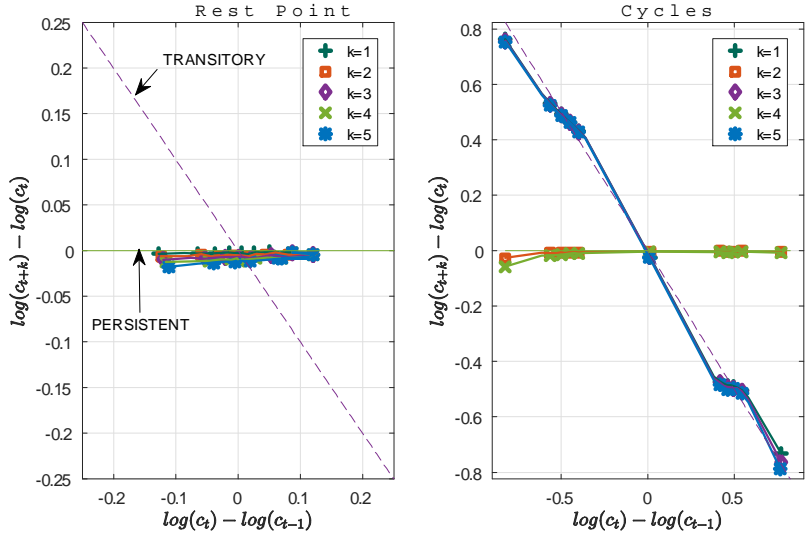 Rest Point
0.25
0.2
0.15
0.1
0.05
0
-0.05
-0.1
-0.15
-0.2
-0.25
log(c_{t+k}) − log(c_t)
TRANSITORY
PERSISTENT
k=1
k=2
k=3
k=4
k=5
-0.2 -0.1 0 0.1 0.2
log(c_t) − log(c_{t−1})
Cycles
0.8
0.6
0.4
0.2
0
-0.2
-0.4
-0.6
-0.8
log(c_{t+k}) − log(c_t)
k=1
k=2
k=3
k=4
k=5
-0.5 0 0.5
log(c_t) − log(c_{t−1})